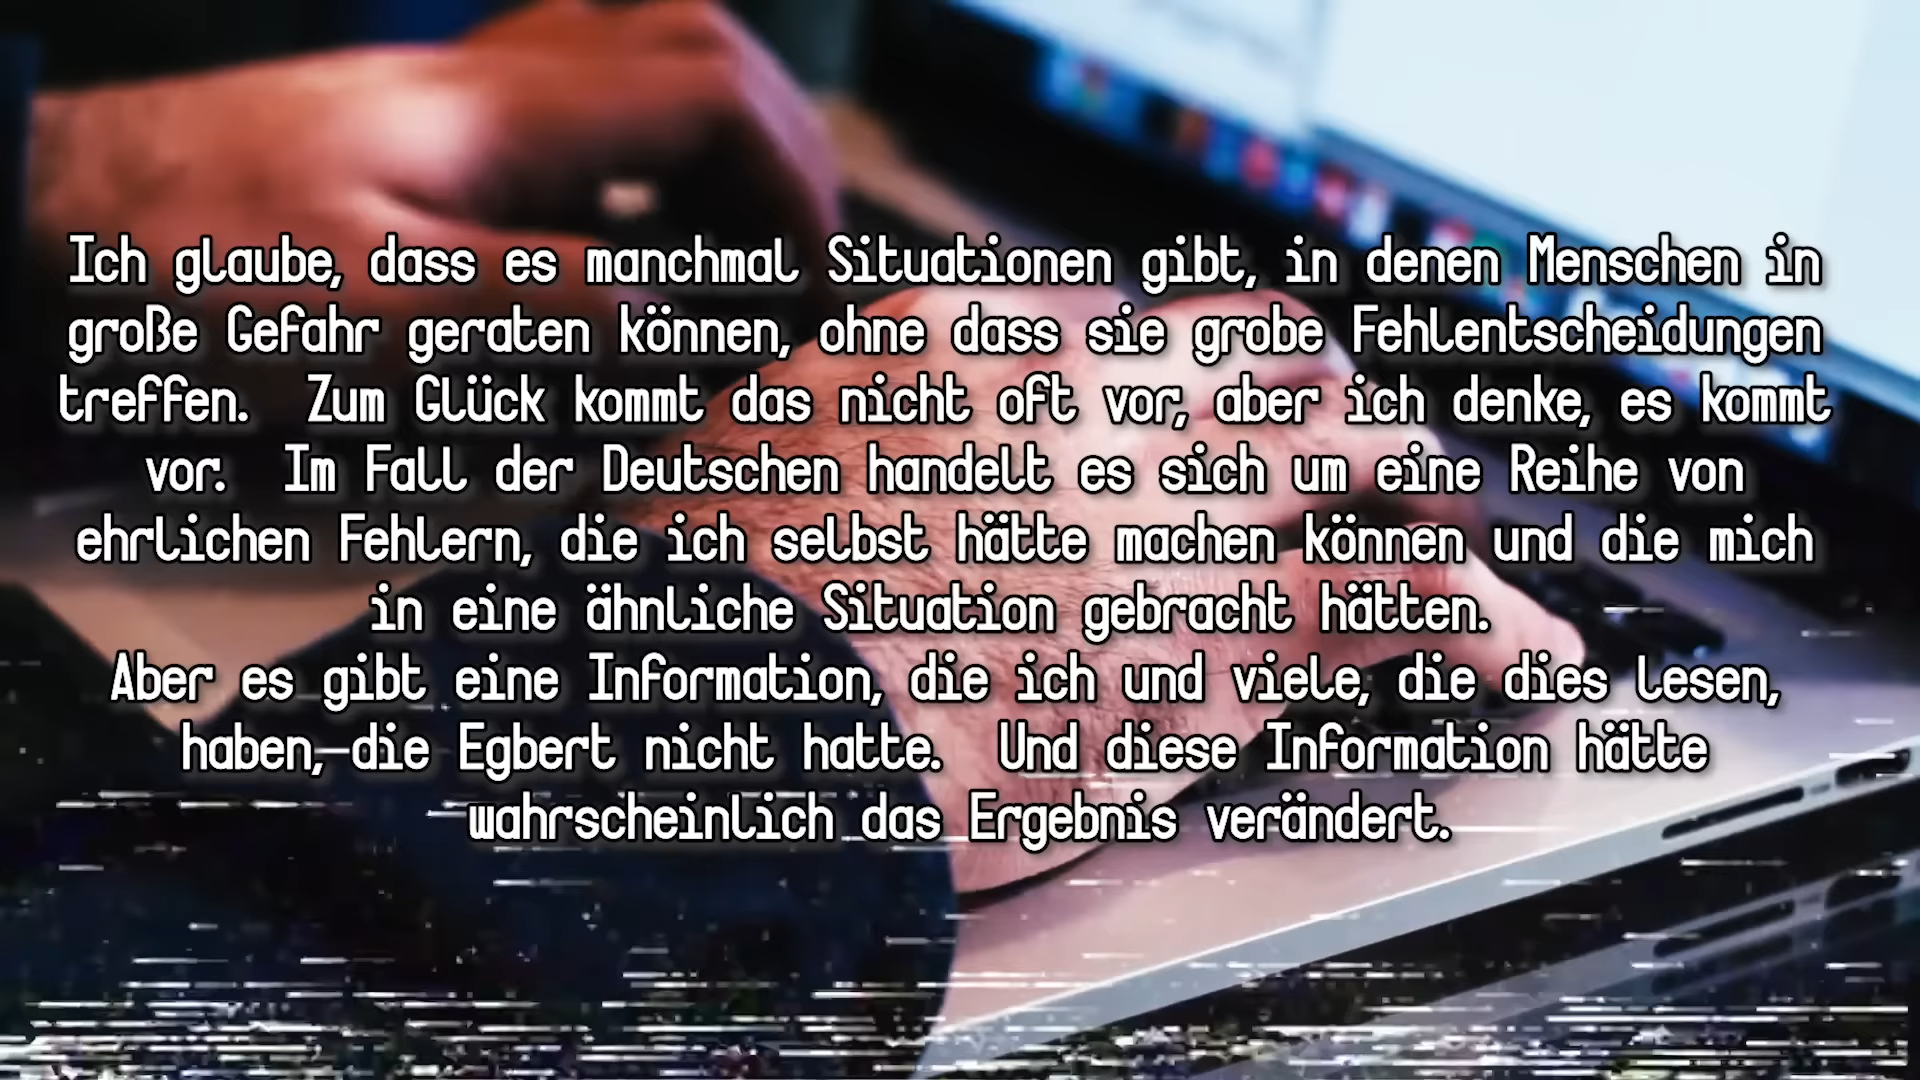 Ich glaube, dass es manchmal Situationen gibt, in denen Menschen in
große Gefahr geraten können, ohne dass sie grobe Fehlentscheidungen
treffen. Zum Glück kommt das nicht oft vor, aber ich denke, es kommt
vor. Im Fall der Deutschen handelt es sich um eine Reihe von
ehrlichen Fehlern, die ich selbst hätte machen können und die mich
in eine ähnliche Situation gebracht hätten.
Aber es gibt eine Information, die ich und viele, die dies lesen,
haben, die Egbert nicht hatte. Und diese Information hätte
wahrscheinlich das Ergebnis verändert.